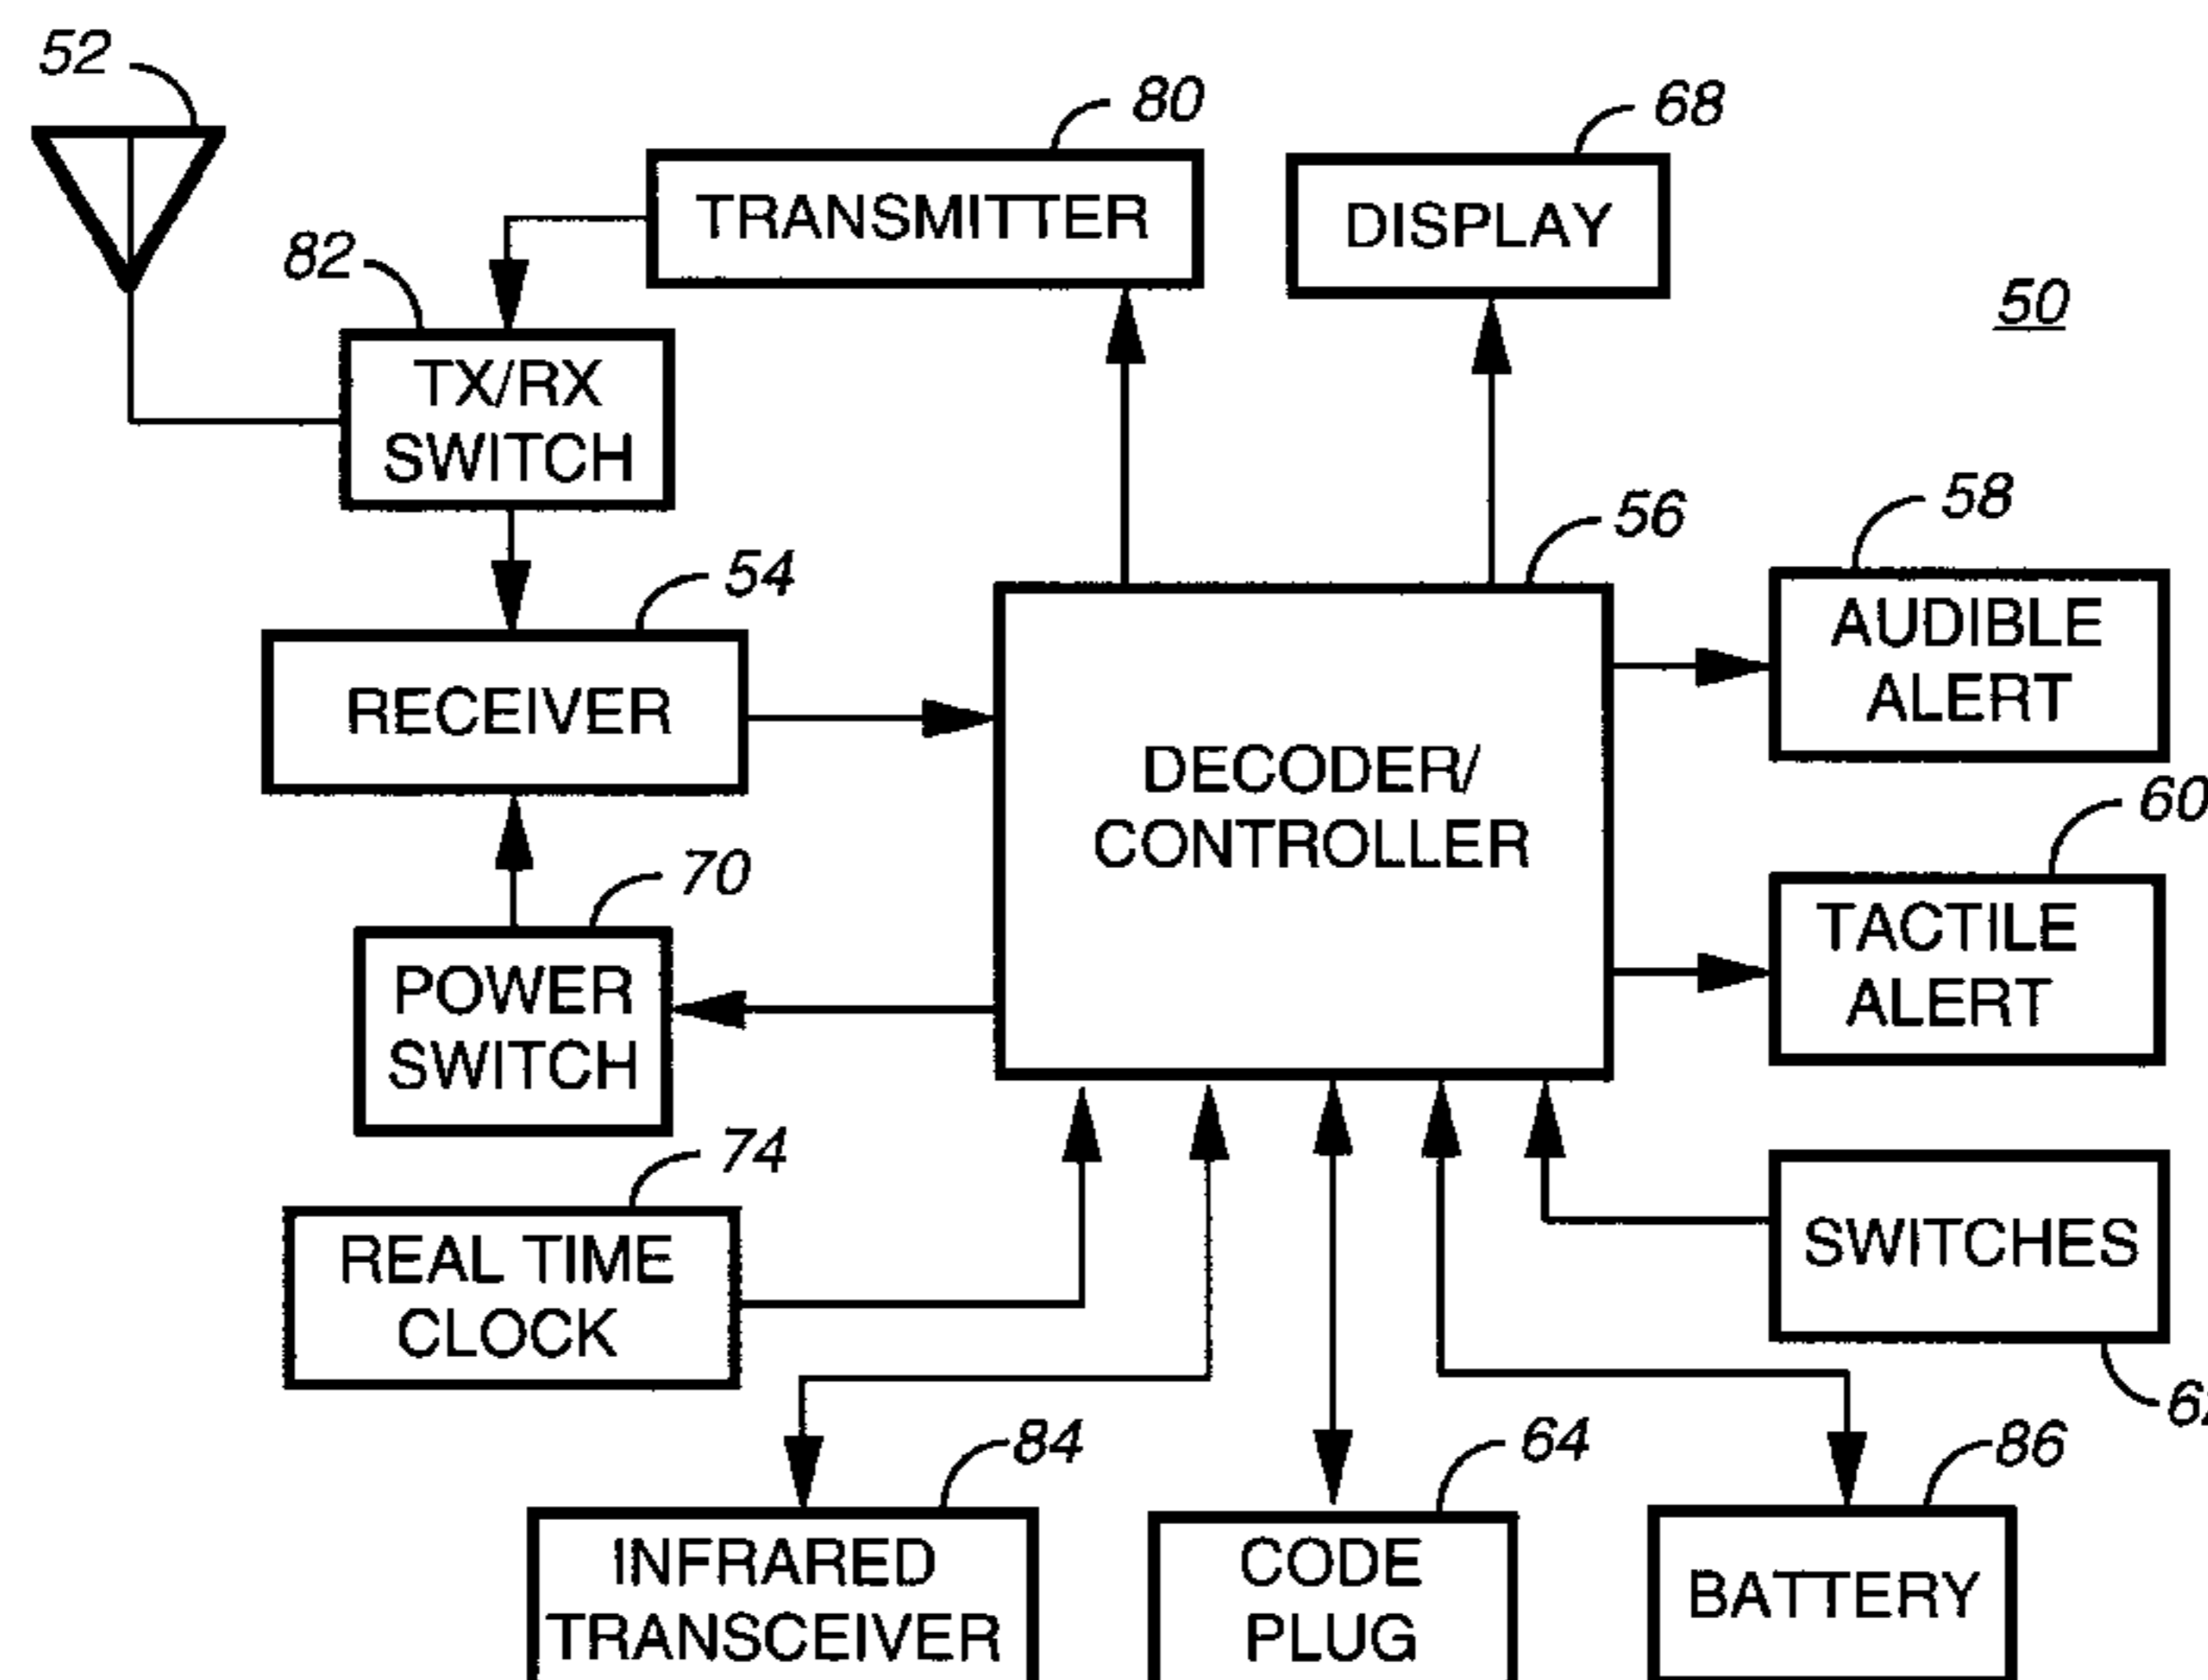 52
80
68
TRANSMITTER
DISPLAY
82
50
TX/RX
SWITCH
56
58
54
AUDIBLE
ALERT
RECEIVER
DECODER/
CONTROLLER
60
70
TACTILE
ALERT
POWER
SWITCH
74
REAL TIME
CLOCK
SWITCHES
84
64
86
INFRARED
TRANSCEIVER
CODE
PLUG
BATTERY